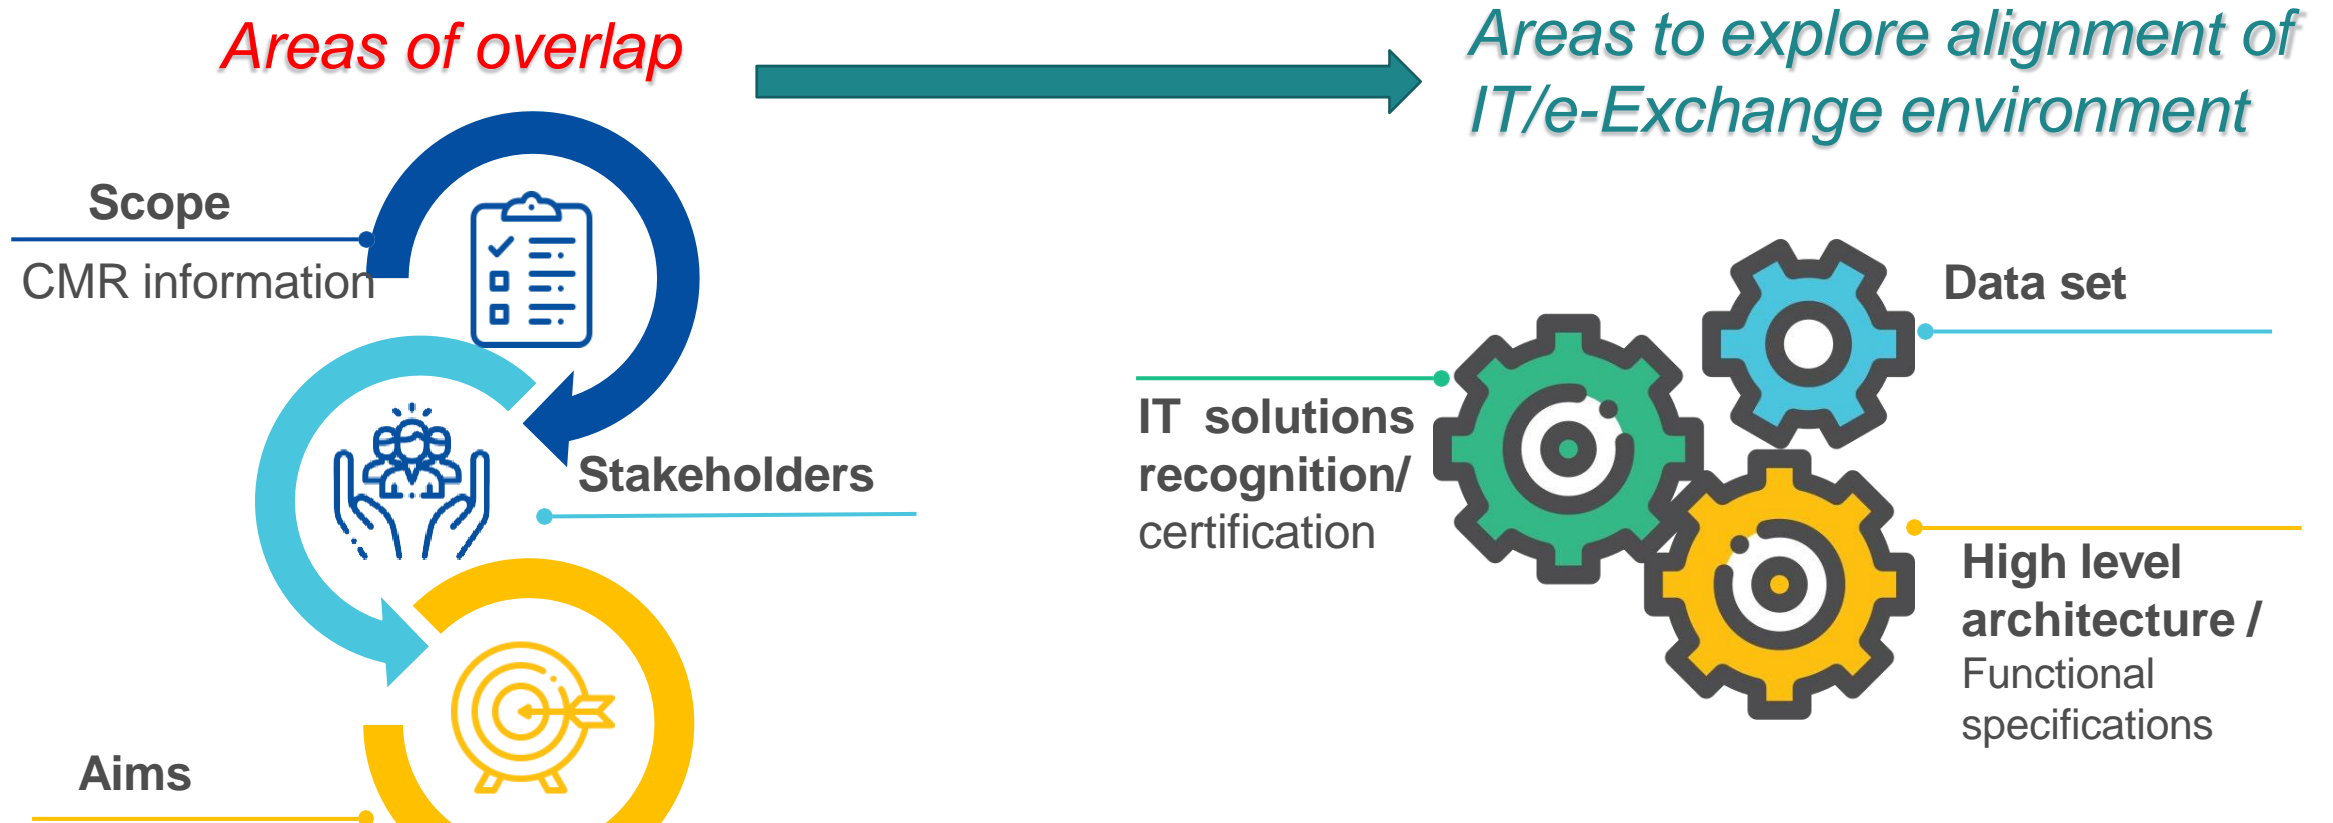 Areas of overlap
Scope
CMR information
Stakeholders
Aims
Areas to explore alignment of
IT/e-Exchange environment
Data set
IT solutions
recognition/
certification
High level
architecture /
Functional
specifications